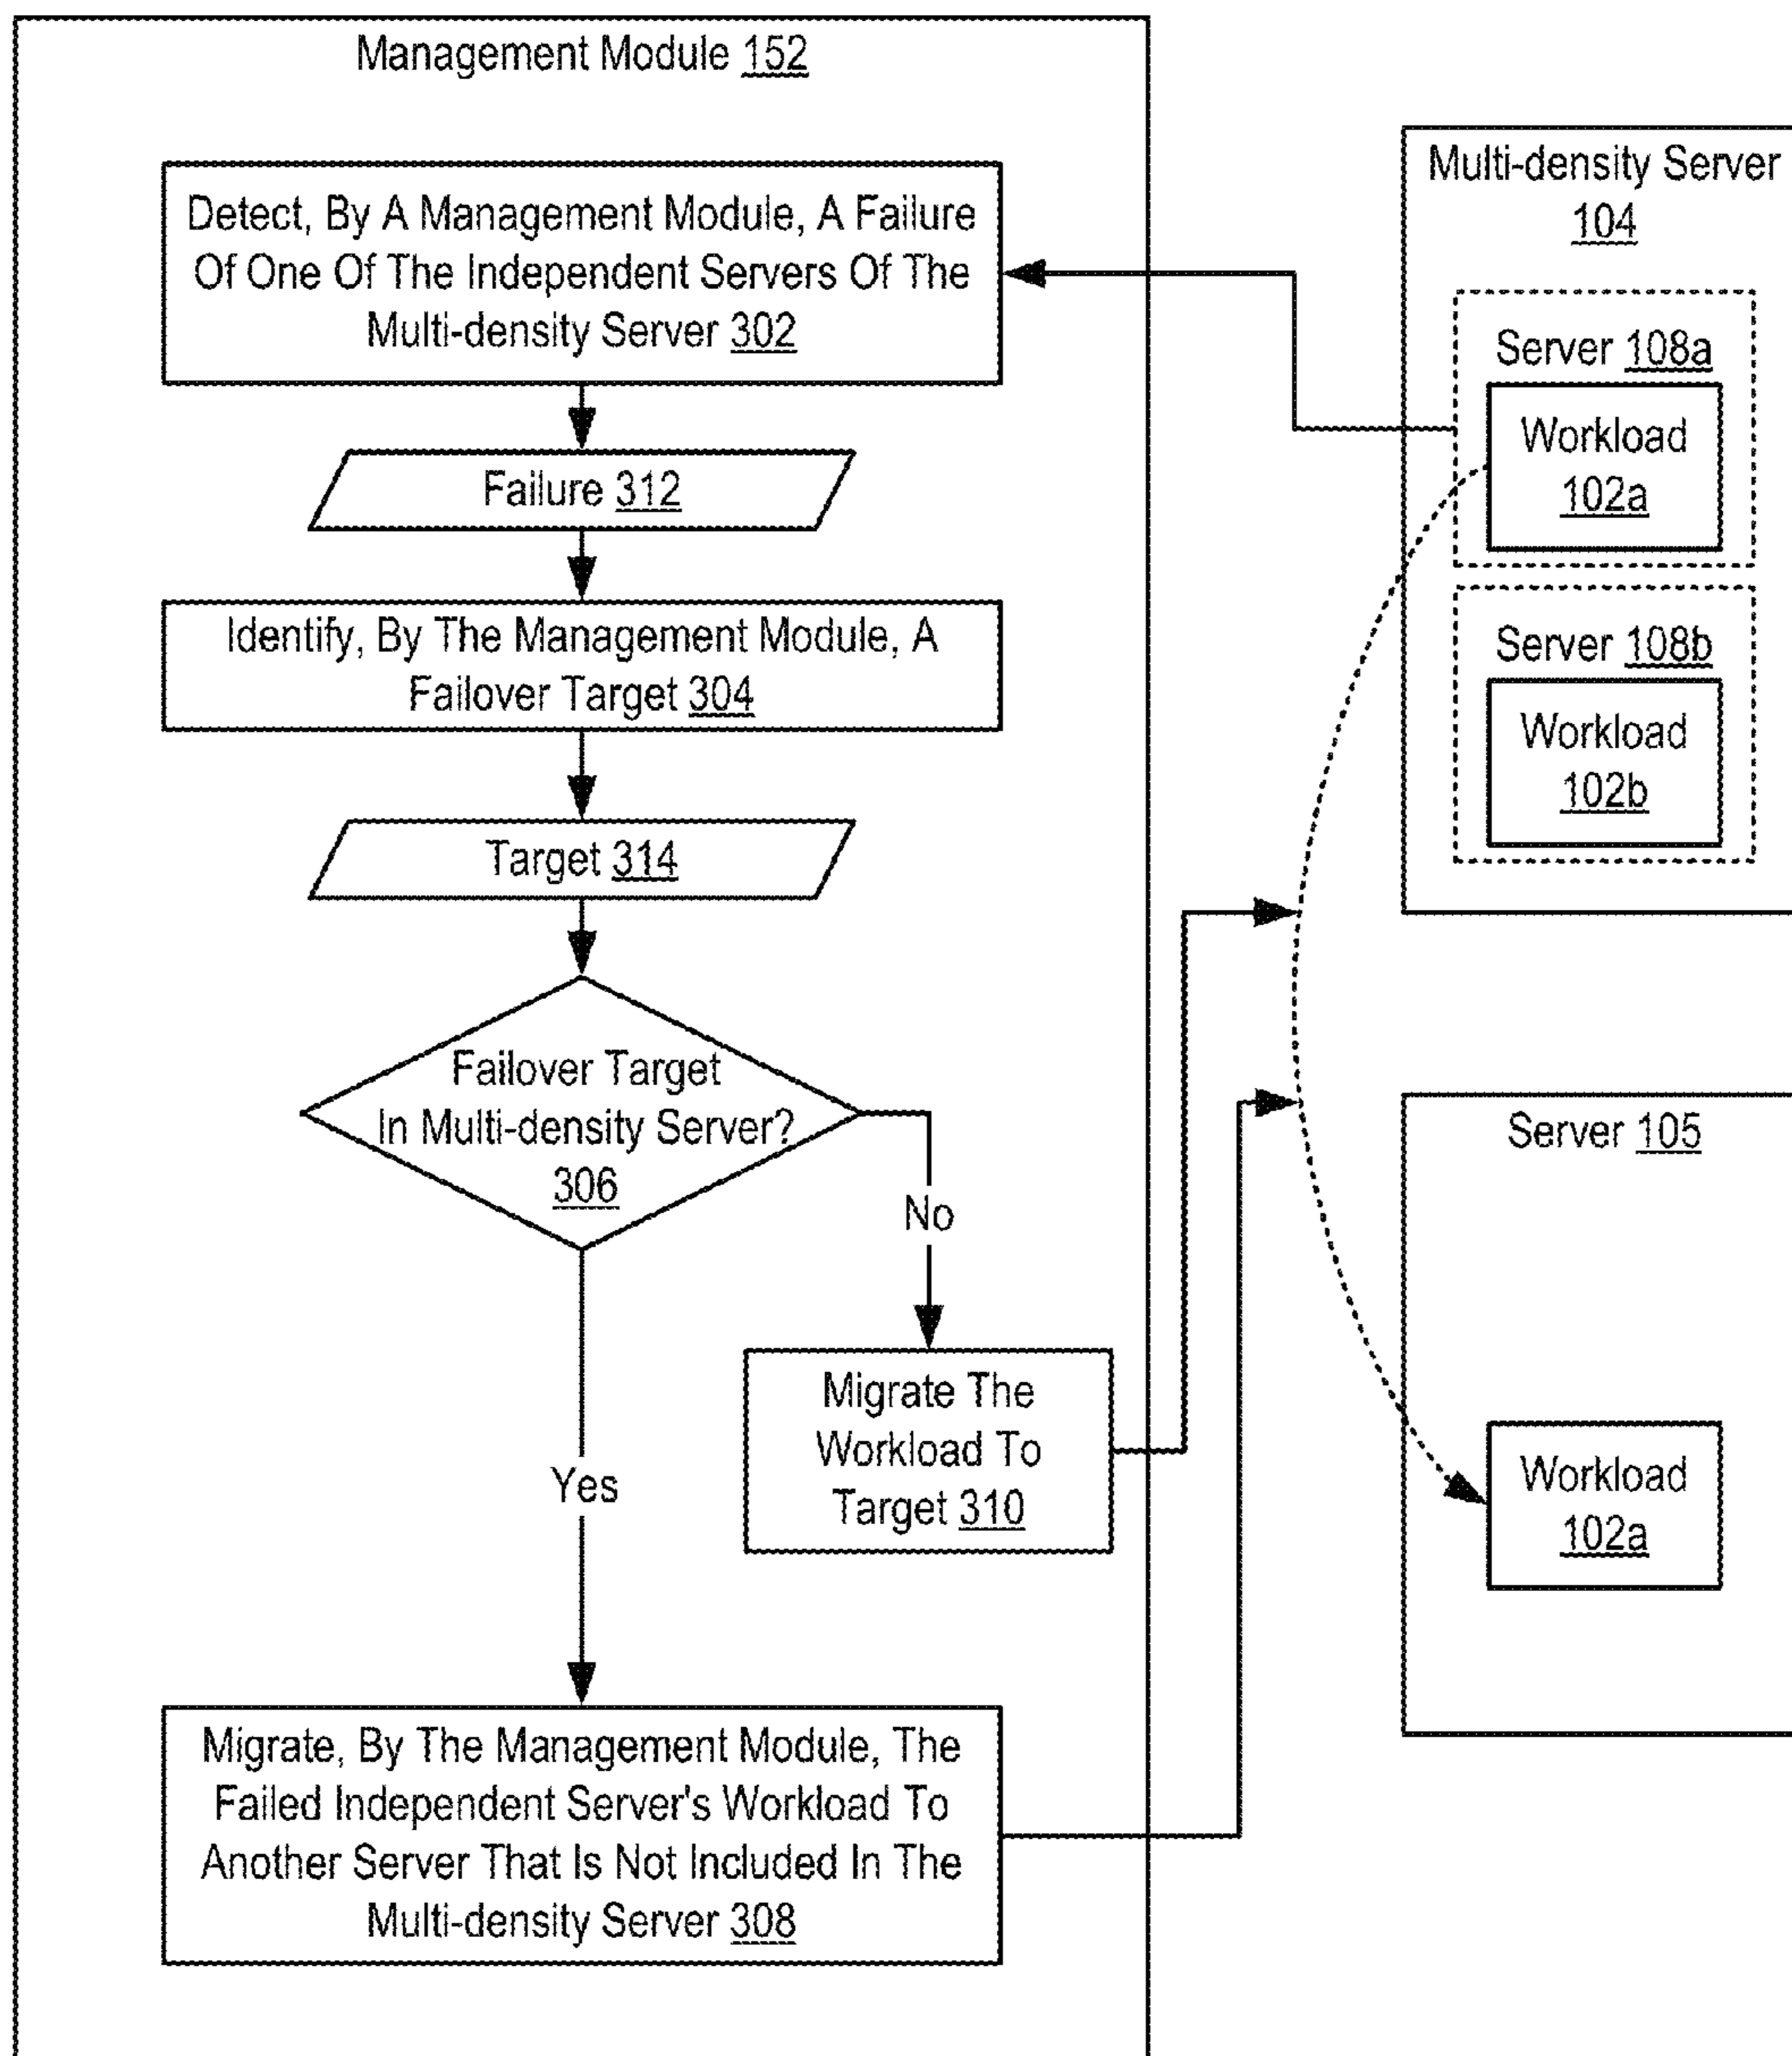 Management Module 152
Detect, By A Management Module, A Failure
Of One Of The Independent Servers Of The
Multi-density Server 302
Failure 312
Identify, By The Management Module, A
Failover Target 304
Target 314
Failover Target
In Multi-density Server?
306
No
Yes
Migrate The
Workload To
Target 310
Migrate, By The Management Module, The
Failed Independent Server's Workload To
Another Server That Is Not Included In The
Multi-density Server 308
Multi-density Server
104
Server 108a
Workload
102a
Server 108b
Workload
102b
Server 105
Workload
102a